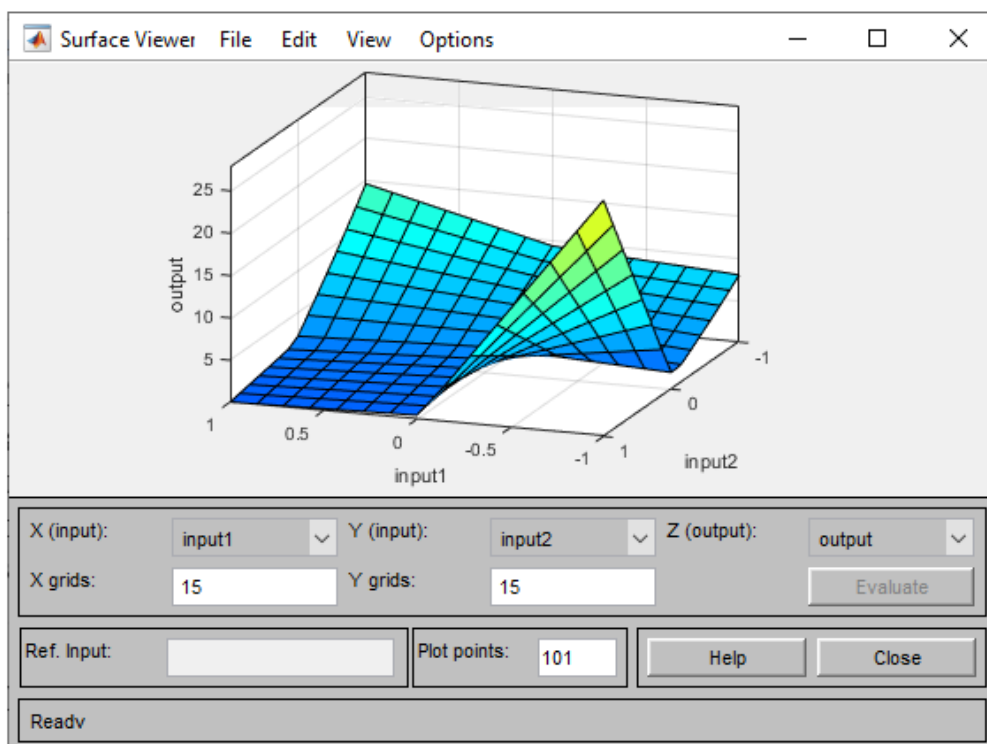 Surface Viewer File Edit View Options
25
20
15
10
5
output
1
0.5
0
-0.5
-1
input1
1
0
-1
input2
X (input): input1 Y (input): input2 Z (output): output
X grids: 15 Y grids: 15 Evaluate
Ref. Input: Plot points: 101 Help Close
Ready